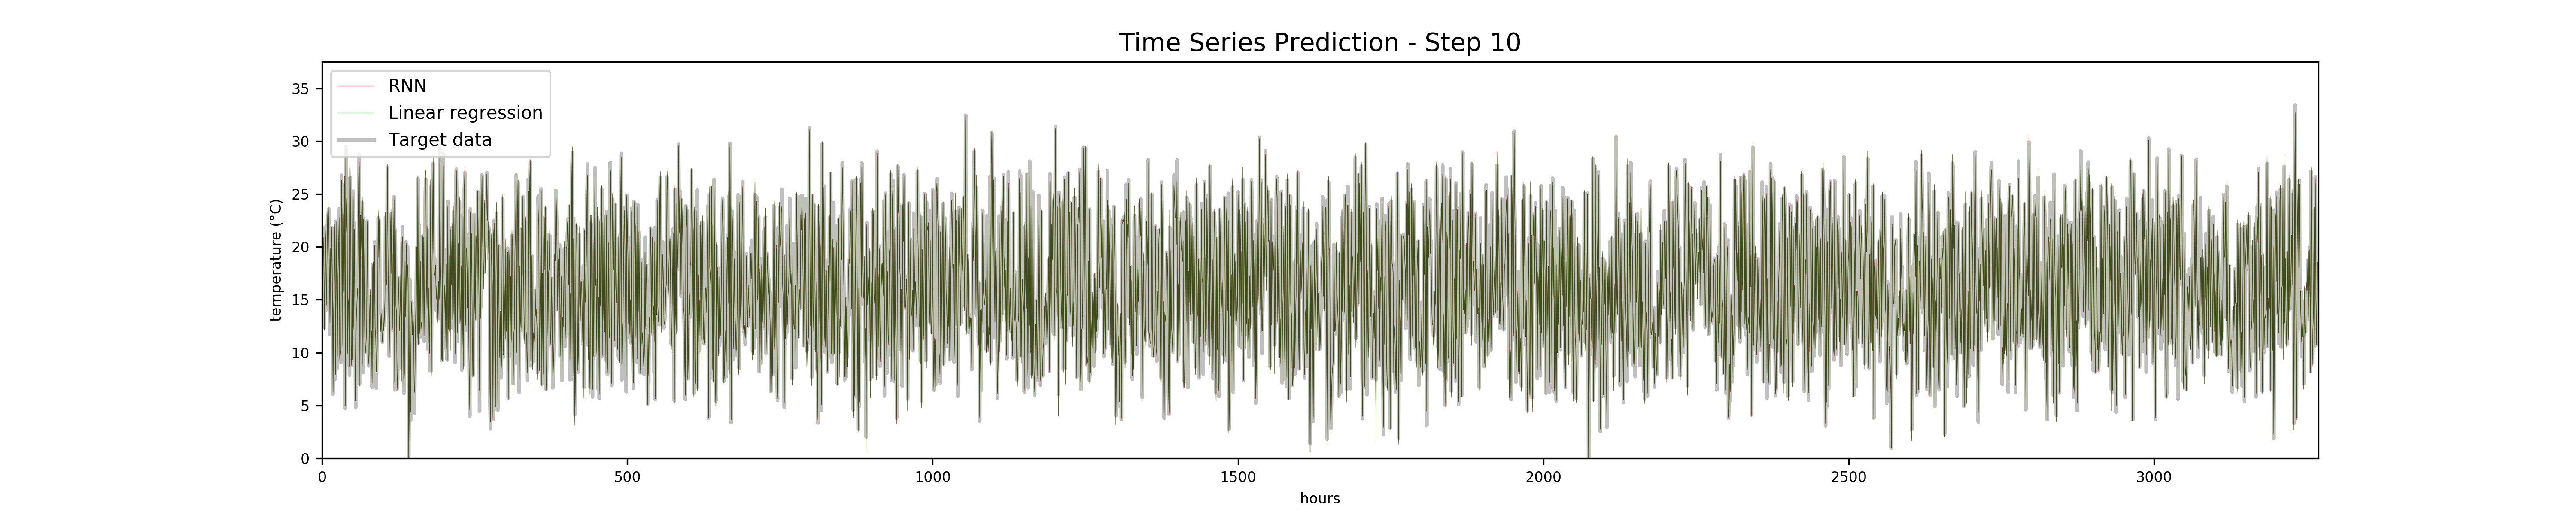 Time Series Prediction - Step 10
RNN
Linear regression
Target data
temperature (°C)
35
30
25
20
15
10
5
0
0 500 1000 1500 2000 2500 3000
hours